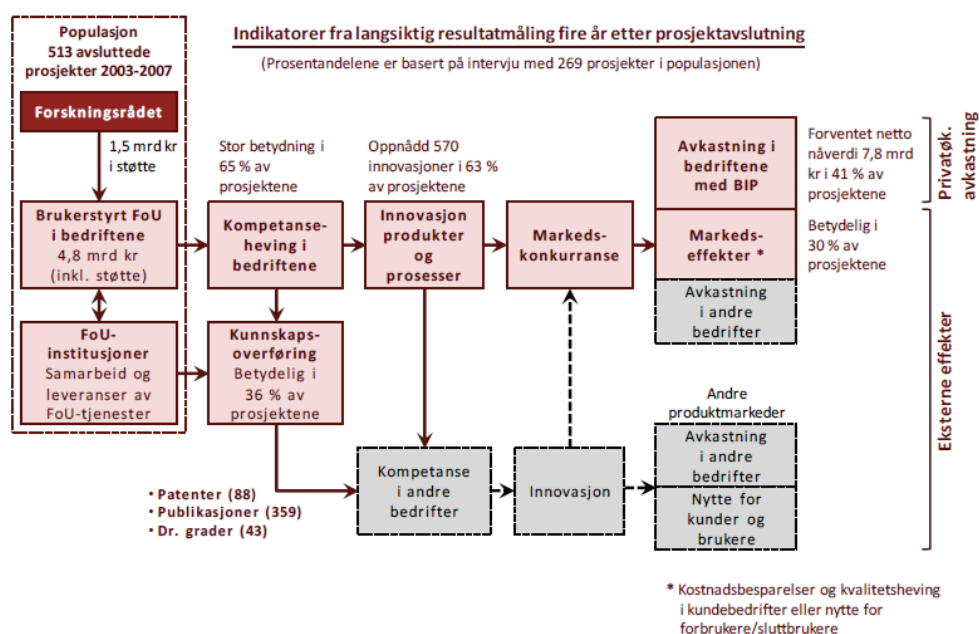 Populasjon
513 avsluttede
prosjekter 2003-2007
Indikatorer fra langsiktig resultatmåling fire år etter prosjektavslutning
(Prosentandelene er basert på intervju med 269 prosjekter i populasjonen)
Forskningsrådet
1,5 mrd kr
i støtte
Brukerstyrt FoU
i bedriftene
4,8 mrd kr
(inkl. støtte)
FoU-
institusjoner
Samarbeid og
leveranser av
FoU-tjenester
Stor betydning i
65 % av
prosjektene
Kompetanse-
heving i
bedriftene
Kunnskaps-
overføring
Betydelig i
36 % av
prosjektene
Oppnådd 570
innovasjoner i 63 %
av prosjektene
Innovasjon
produkter
og
prosesser
Markeds-
konkurranse
Avkastning i
bedriftene
med BIP
Markeds-
effekter *
Avkastning
i andre
bedrifter
Forventet netto
nåverdi 7,8 mrd
kr i 41 % av
prosjektene
Betydelig i
30 % av
prosjektene
Privatøk.
avkastning
Eksterne effekter
• Patenter (88)
• Publikasjoner (359)
• Dr. grader (43)
Kompetanse
i andre
bedrifter
Innovasjon
Andre
produktmarkeder
Avkastning
i andre
bedrifter
Nytte for
kunder og
brukere
* Kostnadsbesparelser og kvalitetsheving
i kundebedrifter eller nytte for
forbrukere/sluttbrukere